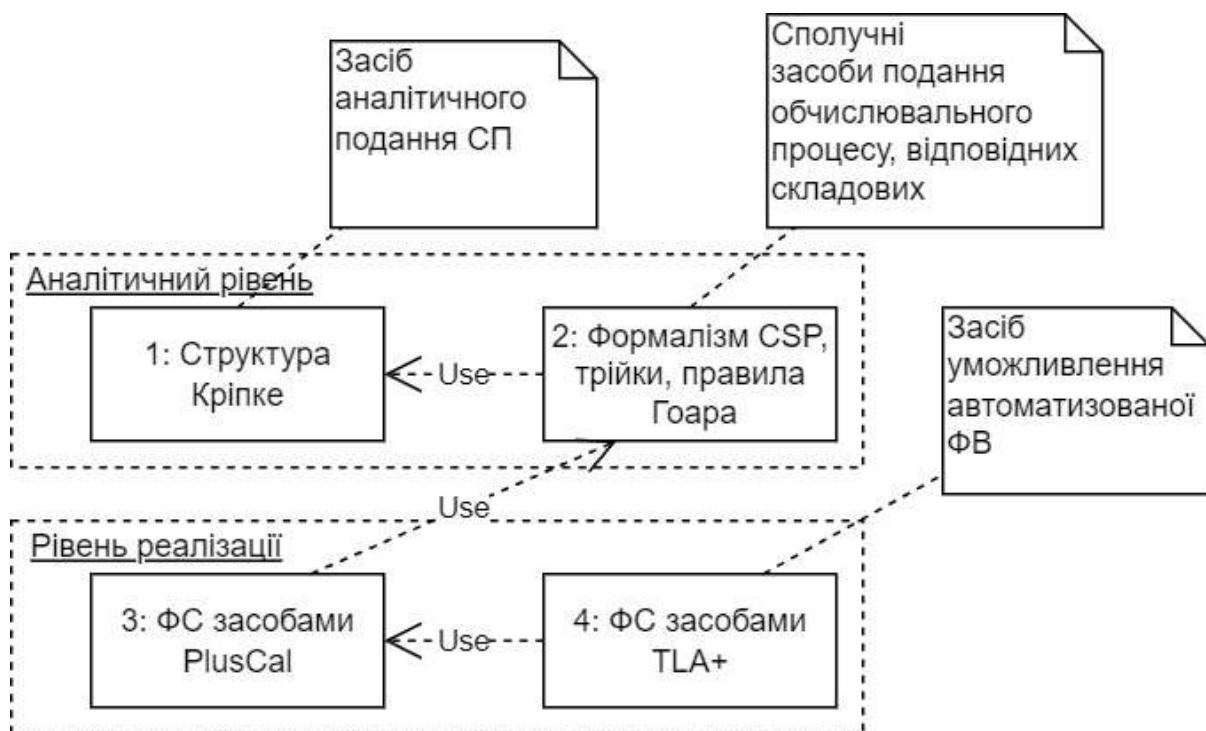 Засіб
аналітичного
подання СП
Сполучні
засоби подання
обчислювального
процесу, відповідних
складових
Аналітичний рівень
1: Структура
Кріпке
Use
2: Формалізм CSP,
трійки, правила
Гоара
Засіб
уможливлення
автоматизованої
ФВ
Use
Рівень реалізації
3: ФС засобами
PlusCal
Use
4: ФС засобами
TLA+